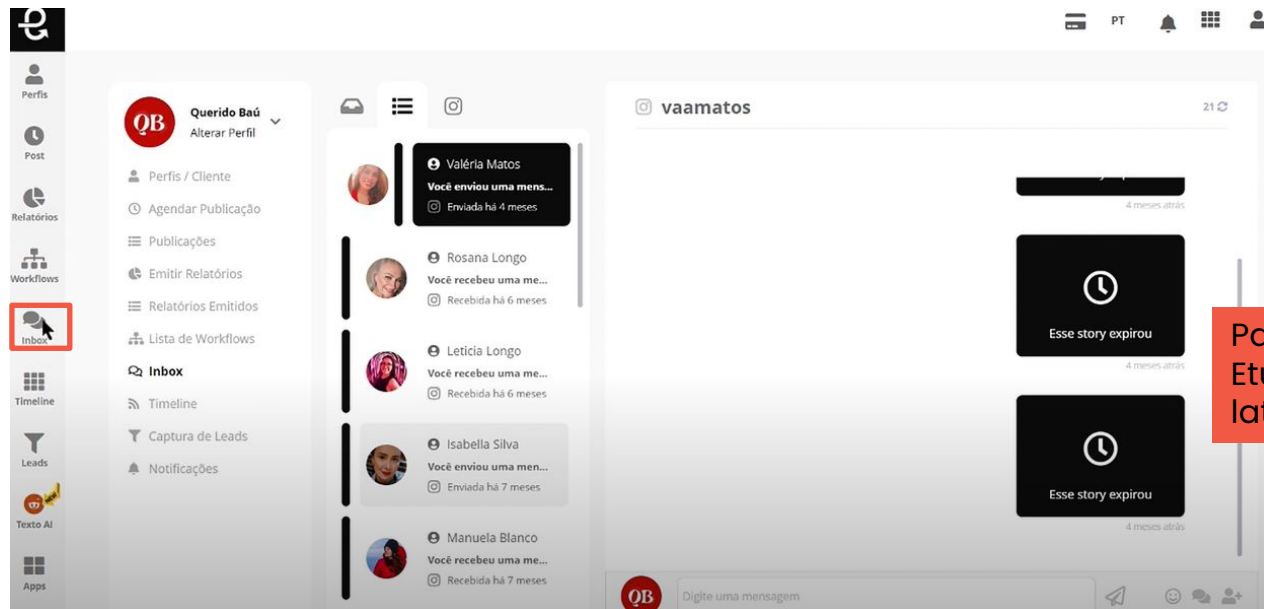 PT
Perfis
Post
Relatórios
Workflows
Inbox
Timeline
Leads
Texto AI
Apps
QB
Querido Baú
Alterar Perfil
Perfis / Cliente
Agendar Publicação
Publicações
Emitir Relatórios
Relatórios Emitidos
Lista de Workflows
Inbox
Timeline
Captura de Leads
Notificações
Valéria Matos
Você enviou uma mens...
Enviada há 4 meses
Rosana Longo
Você recebeu uma me...
Recebida há 6 meses
Leticia Longo
Você recebeu uma me...
Recebida há 6 meses
Isabella Silva
Você enviou uma men...
Enviada há 7 meses
Manuela Blanco
Você recebeu uma me...
Recebida há 7 meses
vaamatos
21
4 meses atrás
Esse story expirou
4 meses atrás
Esse story expirou
4 meses atrás
QB
Digite uma mensagem